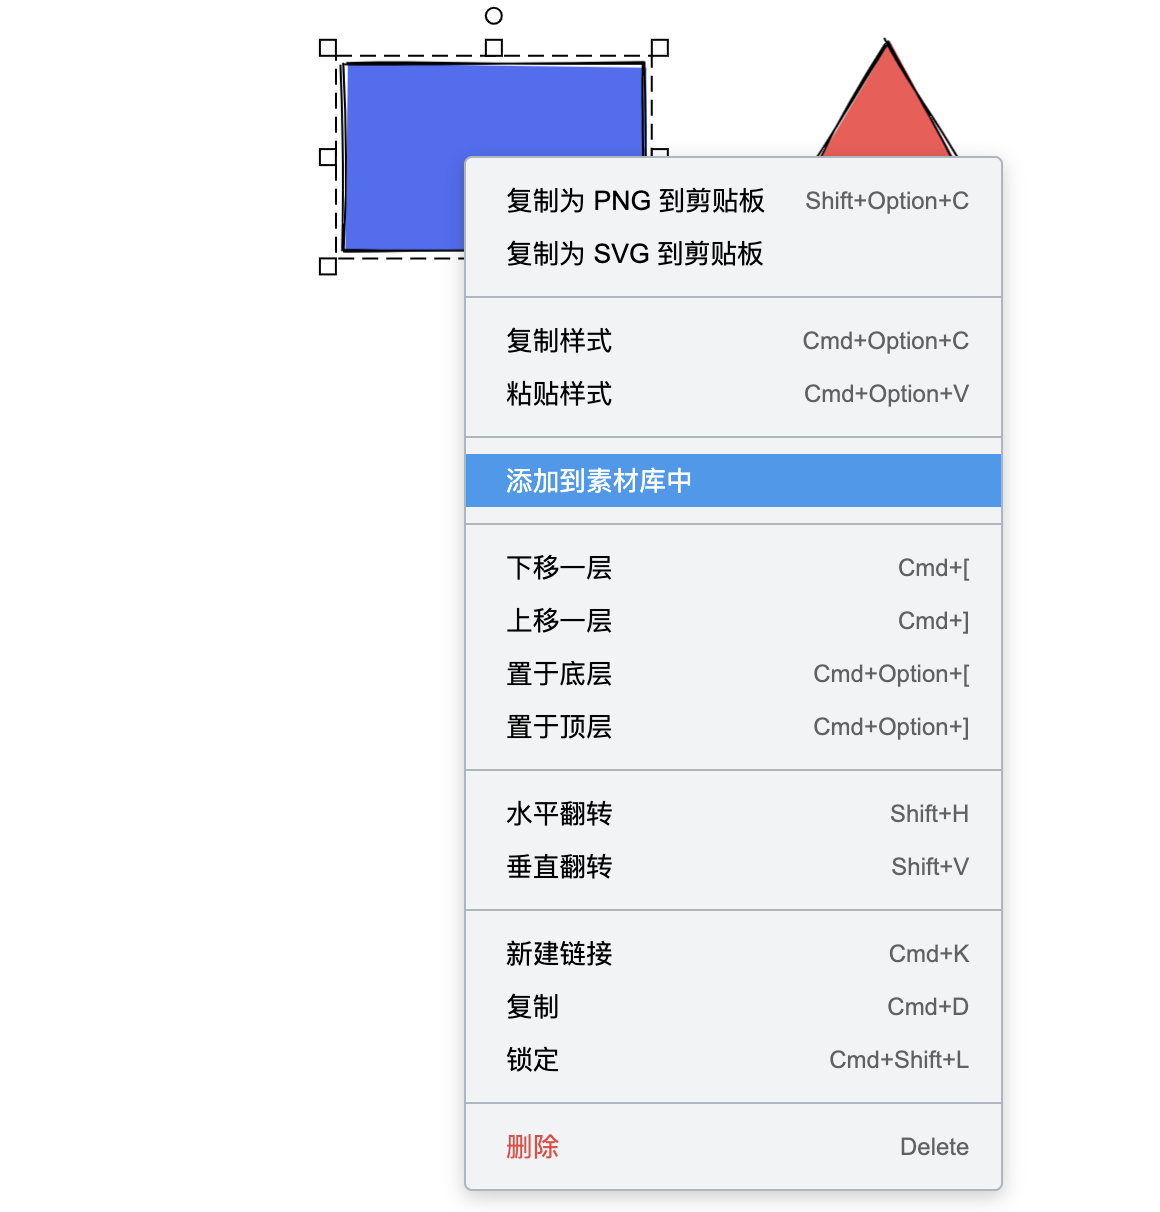 复制为 PNG 到剪贴板 Shift+Option+C
复制为 SVG 到剪贴板
复制样式 Cmd+Option+C
粘贴样式 Cmd+Option+V
添加到素材库中
下移一层 Cmd+[
上移一层 Cmd+]
置于底层 Cmd+Option+[
置于顶层 Cmd+Option+]
水平翻转 Shift+H
垂直翻转 Shift+V
新建链接 Cmd+K
复制 Cmd+D
锁定 Cmd+Shift+L
删除 Delete